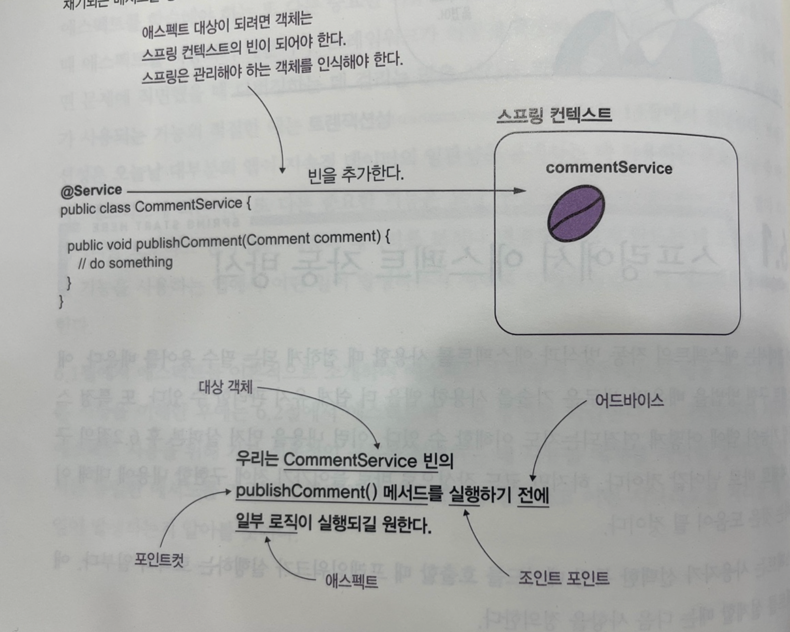 애스펙트 대상이 되려면 객체는
스프링 컨텍스트의 빈이 되어야 한다.
스프링은 관리해야 하는 객체를 인식해야 한다.
스프링 컨텍스트
빈을 추가한다.
commentService
@Service
public class CommentService {
public void publishComment(Comment comment) {
// do something
}
}
대상 객체
어드바이스
우리는 CommentService 빈의
publishComment() 메서드를 실행하기 전에
일부 로직이 실행되길 원한다.
포인트컷
애스펙트
조인트 포인트